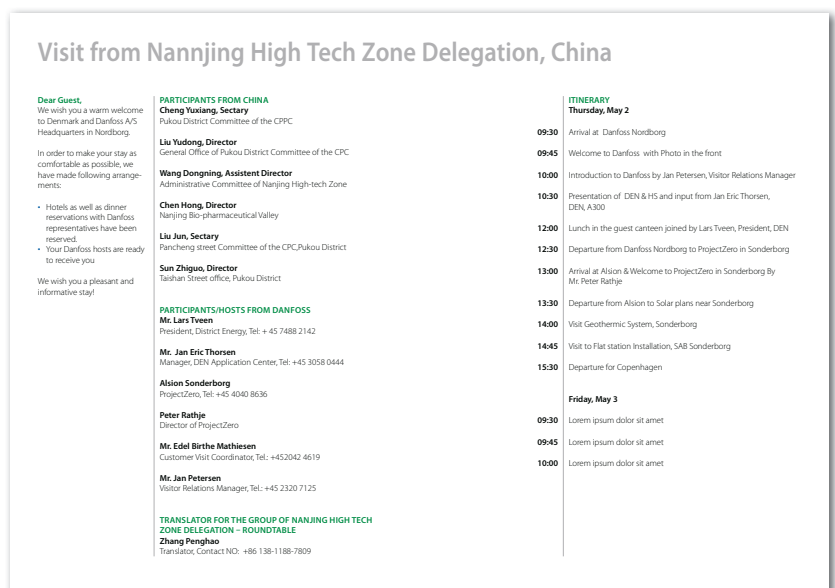 Visit from Nannjing High Tech Zone Delegation, China
Dear Guest,
We wish you a warm welcome
to Denmark and Danfoss A/S
Headquarters in Nordborg.
In order to make your stay as
comfortable as possible, we
have made following arrange-
ments:
• Hotels as well as dinner
reservations with Danfoss
representatives have been
reserved.
• Your Danfoss hosts are ready
to receive you
We wish you a pleasant and
informative stay!
PARTICIPANTS FROM CHINA
Cheng Yuxiang, Sectary
Pukou District Committee of the CPPC
Liu Yudong, Director
General Office of Pukou District Committee of the CPC
Wang Dongning, Assistent Director
Administrative Committee of Nanjing High-tech Zone
Chen Hong, Director
Nanjing Bio-pharmaceutical Valley
Liu Jun, Sectary
Pancheng street Committee of the CPC,Pukou District
Sun Zhiguo, Director
Taishan Street office, Pukou District
PARTICIPANTS/HOSTS FROM DANFOSS
Mr. Lars Tveen
President, District Energy, Tel: + 45 7488 2142
Mr. Jan Eric Thorsen
Manager, DEN Application Center, Tel: +45 3058 0444
Alsion Sonderborg
ProjectZero, Tel: +45 4040 8636
Peter Rathje
Director of ProjectZero
Mr. Edel Birthe Mathiesen
Customer Visit Coordinator, Tel.: +452042 4619
Mr. Jan Petersen
Visitor Relations Manager, Tel.: +45 2320 7125
TRANSLATOR FOR THE GROUP OF NANJING HIGH TECH
ZONE DELEGATION – ROUNDTABLE
Zhang Penghao
Translator, Contact NO: +86 138-1188-7809
ITINERARY
Thursday, May 2
09:30 Arrival at Danfoss Nordborg
09:45 Welcome to Danfoss with Photo in the front
10:00 Introduction to Danfoss by Jan Petersen, Visitor Relations Manager
10:30 Presentation of DEN & HS and input from Jan Eric Thorsen,
DEN, A300
12:00 Lunch in the guest canteen joined by Lars Tveen, President, DEN
12:30 Departure from Danfoss Nordborg to ProjectZero in Sonderborg
13:00 Arrival at Alsion & Welcome to ProjectZero in Sonderborg By
Mr. Peter Rathje
13:30 Departure from Alsion to Solar plans near Sonderborg
14:00 Visit Geothermic System, Sonderborg
14:45 Visit to Flat station Installation, SAB Sonderborg
15:30 Departure for Copenhagen
Friday, May 3
09:30 Lorem ipsum dolor sit amet
09:45 Lorem ipsum dolor sit amet
10:00 Lorem ipsum dolor sit amet